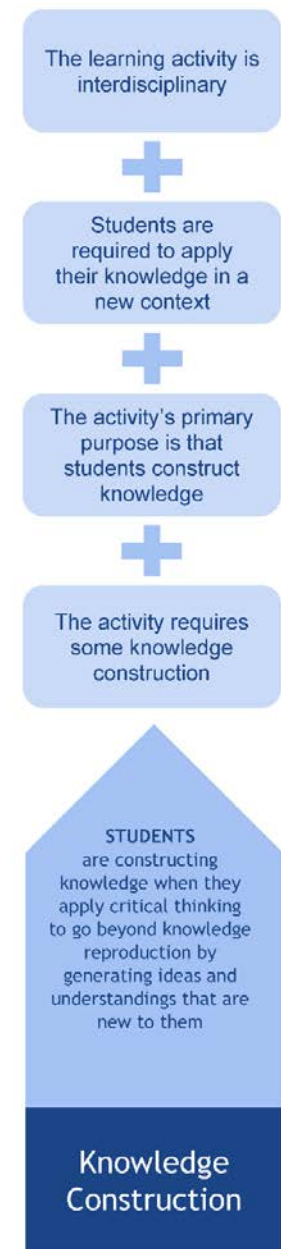 The learning activity is
interdisciplinary
Students are
required to apply
their knowledge in a
new context
The activity's primary
purpose is that
students construct
knowledge
The activity requires
some knowledge
construction
STUDENTS
are constructing
knowledge when they
apply critical thinking
to go beyond knowledge
reproduction by
generating ideas and
understandings that are
new to them
Knowledge
Construction